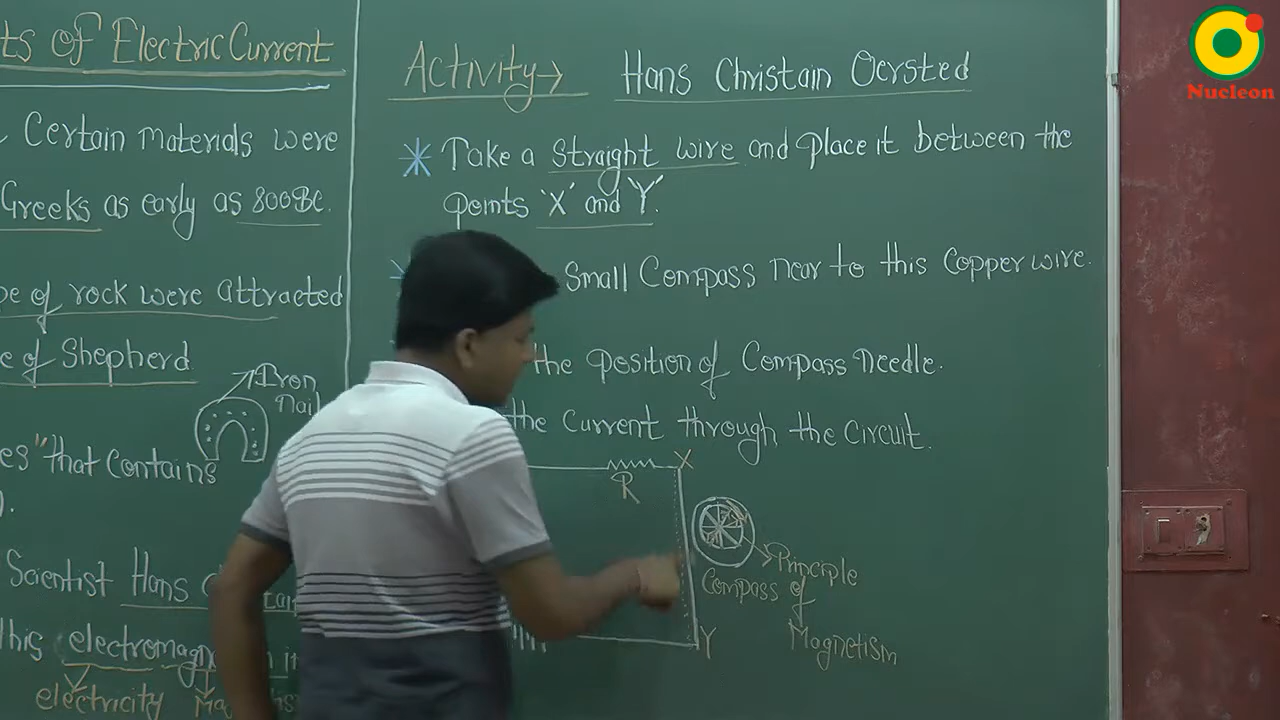 ts of Electric Current
Certain materials were
Greeks as early as 800BC.
pe of rock were attracted
e of Shepherd
Iron
Nail
es "that contains
Scientist Hans
this electromagn
electricity
Activity→ Hans Christain Oersted
Take a straight wire and place it between the
points 'X' and 'Y'.
Small Compass near to this Copper wire.
the position of Compass needle.
the Current through the Circuit.
R
X
Y
Compass
Principle
of
Magnetism
Nucleon